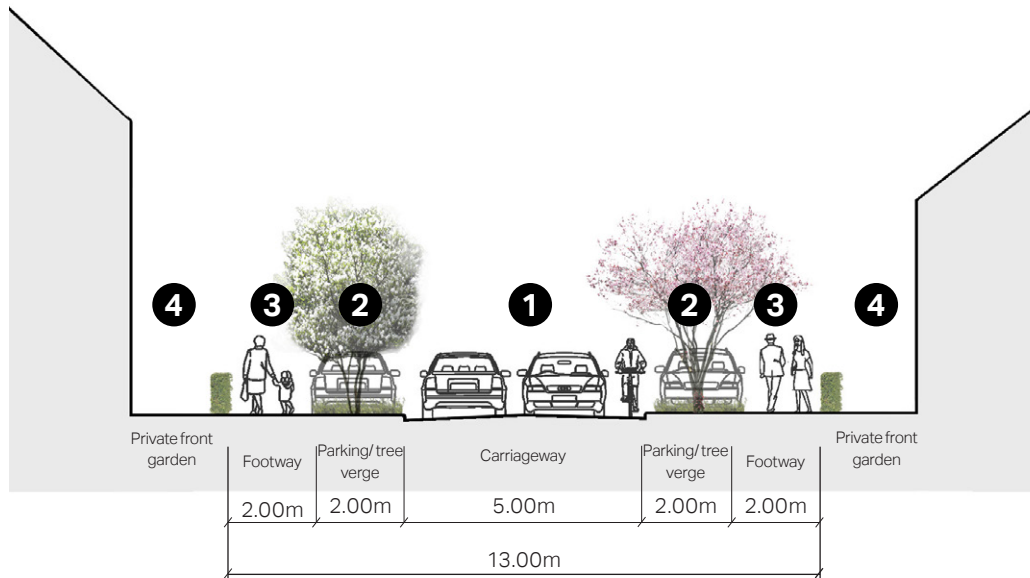 4
3
2
1
2
3
4
Private front
garden
Footway
Parking/ tree
verge
Carriageway
Parking/ tree
verge
Footway
Private front
garden
2.00m
2.00m
5.00m
2.00m
2.00m
13.00m